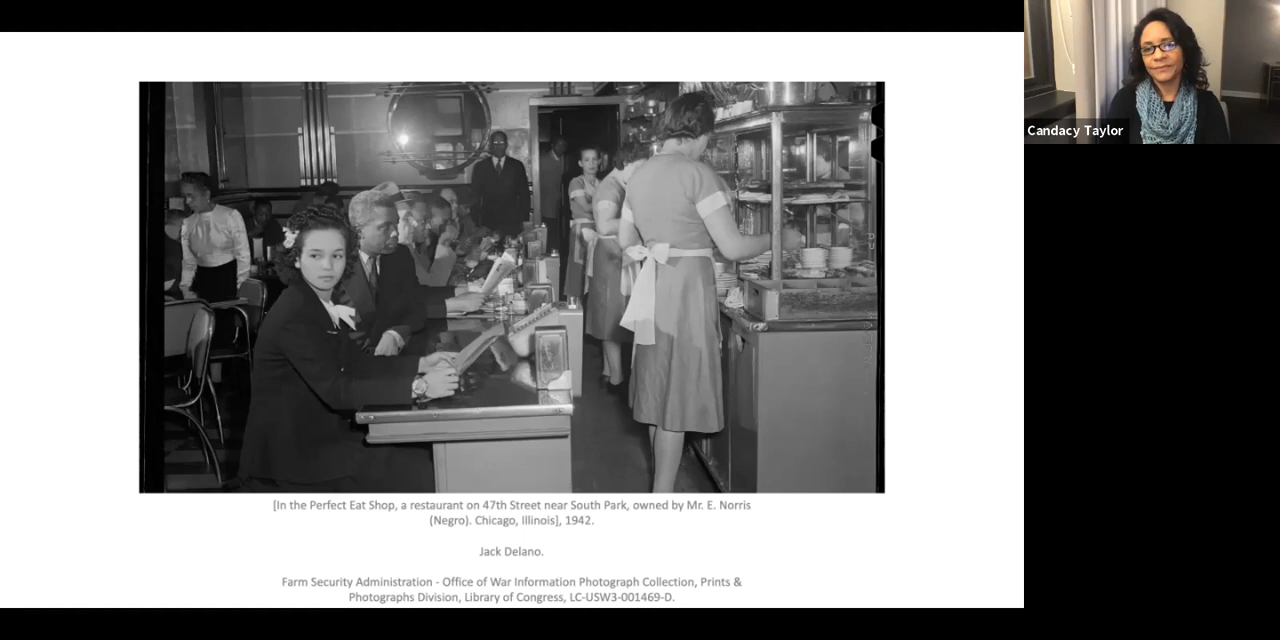 Candacy Taylor
[In the Perfect Eat Shop, a restaurant on 47th Street near South Park, owned by Mr. E. Norris
(Negro). Chicago, Illinois], 1942.
Jack Delano.
Farm Security Administration - Office of War Information Photograph Collection, Prints &
Photographs Division, Library of Congress, LC-USW3-001469-D.